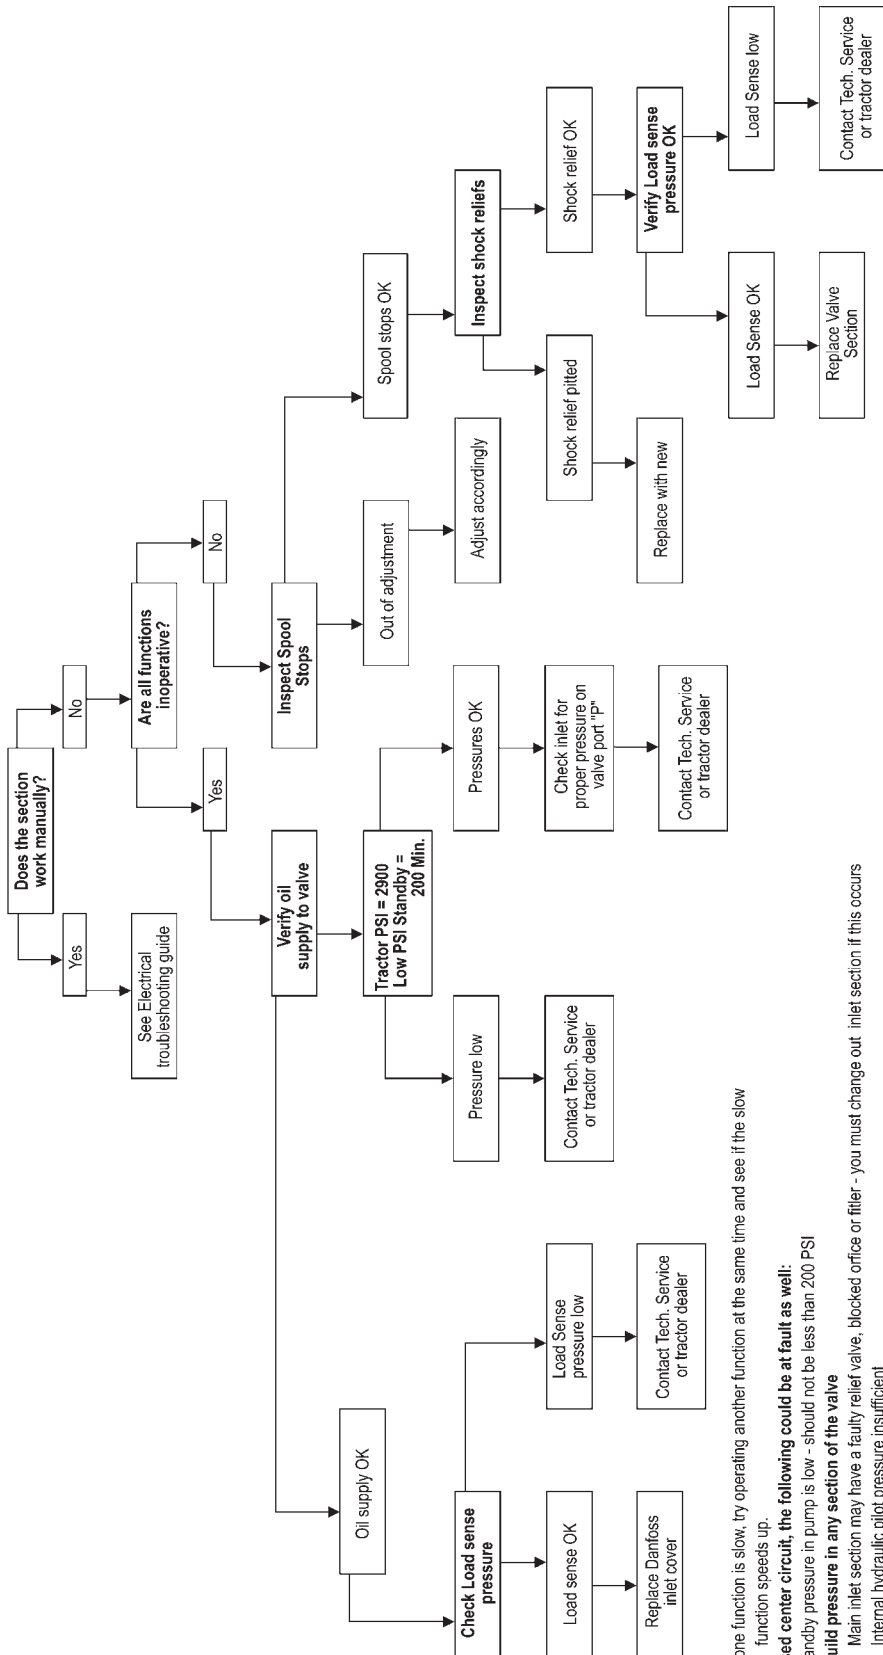 Does the section
work manually?
Yes
No
See Electrical
troubleshooting guide
Are all functions
inoperative?
Yes
No
Verify oil
supply to valve
Inspect Spool
Stops
Oil supply OK
Tractor PSI = 2900
Low PSI Standby =
200 Min.
Out of adjustment
Spool stops OK
Check Load sense
pressure
Pressure low
Pressures OK
Adjust accordingly
Inspect shock reliefs
Load sense OK
Load Sense
pressure low
Contact Tech. Service
or tractor dealer
Check inlet for
proper pressure on
valve port "P"
Shock relief pitted
Shock relief OK
Replace Danfoss
inlet cover
Contact Tech. Service
or tractor dealer
Contact Tech. Service
or tractor dealer
Replace with new
Verify Load sense
pressure OK
Load Sense OK
Load Sense low
Replace Valve
Section
Contact Tech. Service
or tractor dealer
one function is slow, try operating another function at the same time and see if the slow
function speeds up.
sed center circuit, the following could be at fault as well:
andby pressure in pump is low - should not be less than 200 PSI
uild pressure in any section of the valve
Main inlet section may have a faulty relief valve, blocked orfice or fitler - you must change out inlet section if this occurs
Internal hydraulic pilot pressure insufficient